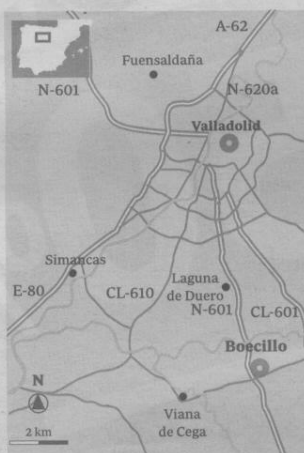 A-62
Fuensaldaña
N-601
N-620a
Valladolid
Simancas
E-80
CL-610
Laguna
de Duero
N-601
CL-601
Boecillo
N
Viana
de Cega
2 km